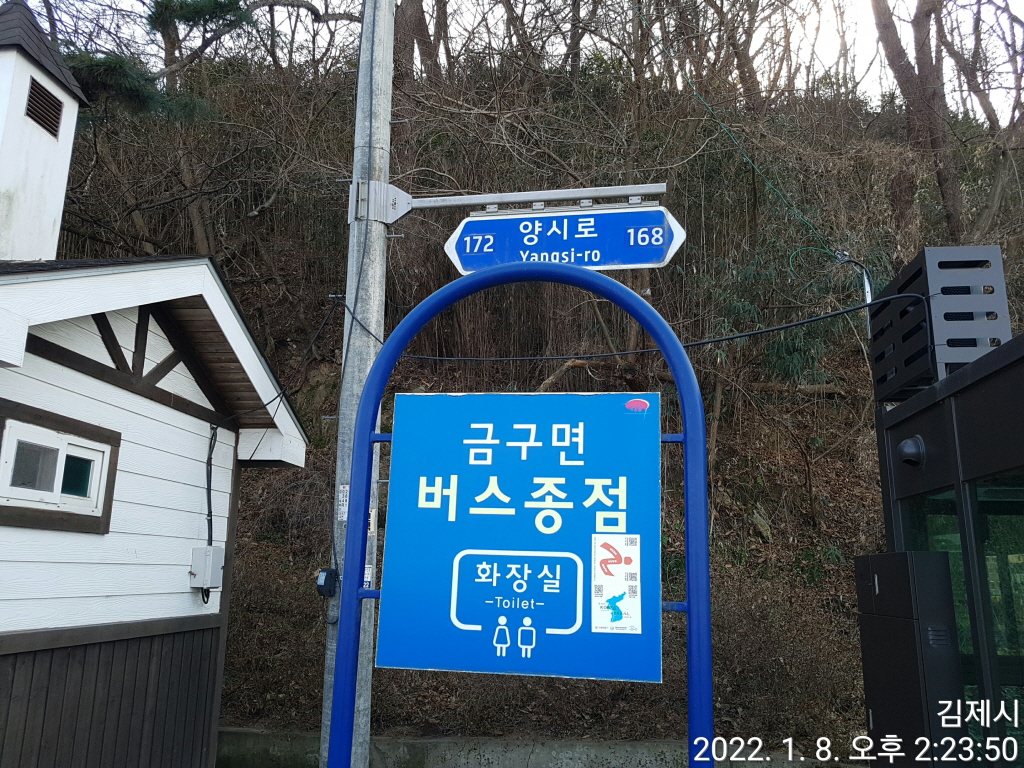 양시로
172 168
Yangsi-ro
금구면
버스종점
화장실
-Toilet-
김제시
2022. 1. 8. 오후 2:23:50